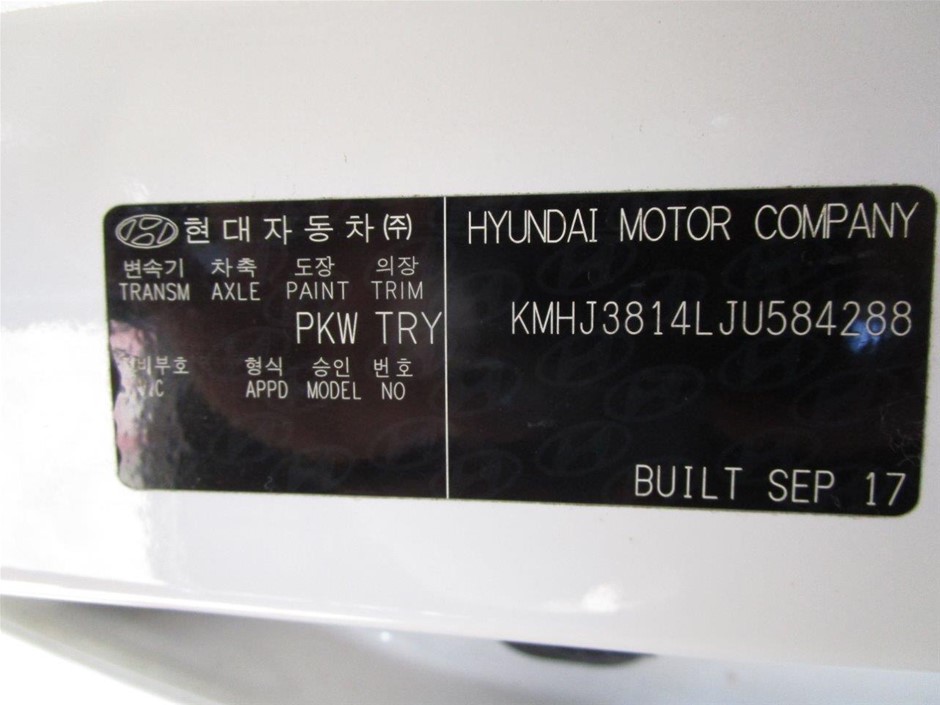 현대자동차㈜
변속기 차축 도장 의장
TRANSM AXLE PAINT TRIM
PKW TRY
형식 승인 번호
APPD MODEL NO
HYUNDAI MOTOR COMPANY
KMHJ3814LJU584288
BUILT SEP 17